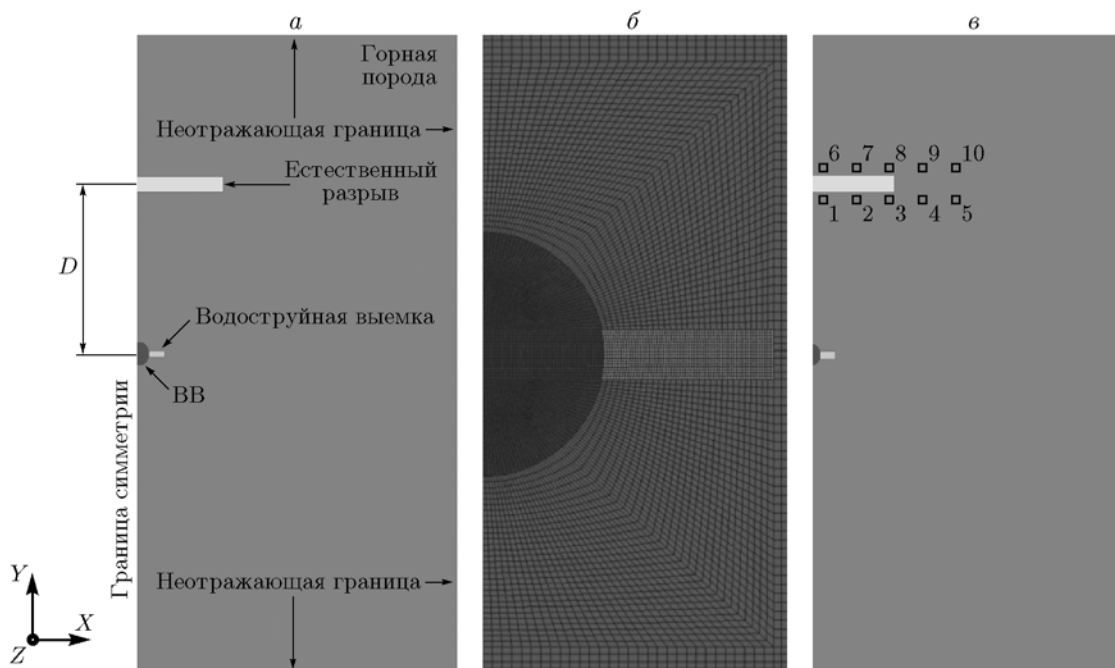 а
б
в
Горная
порода
Неотражающая граница
Естественный
разрыв
D
Водоструйная выемка
ВВ
Граница симметрии
Неотражающая граница
Y
X
Z
6 7 8 9 10
1 2 3 4 5